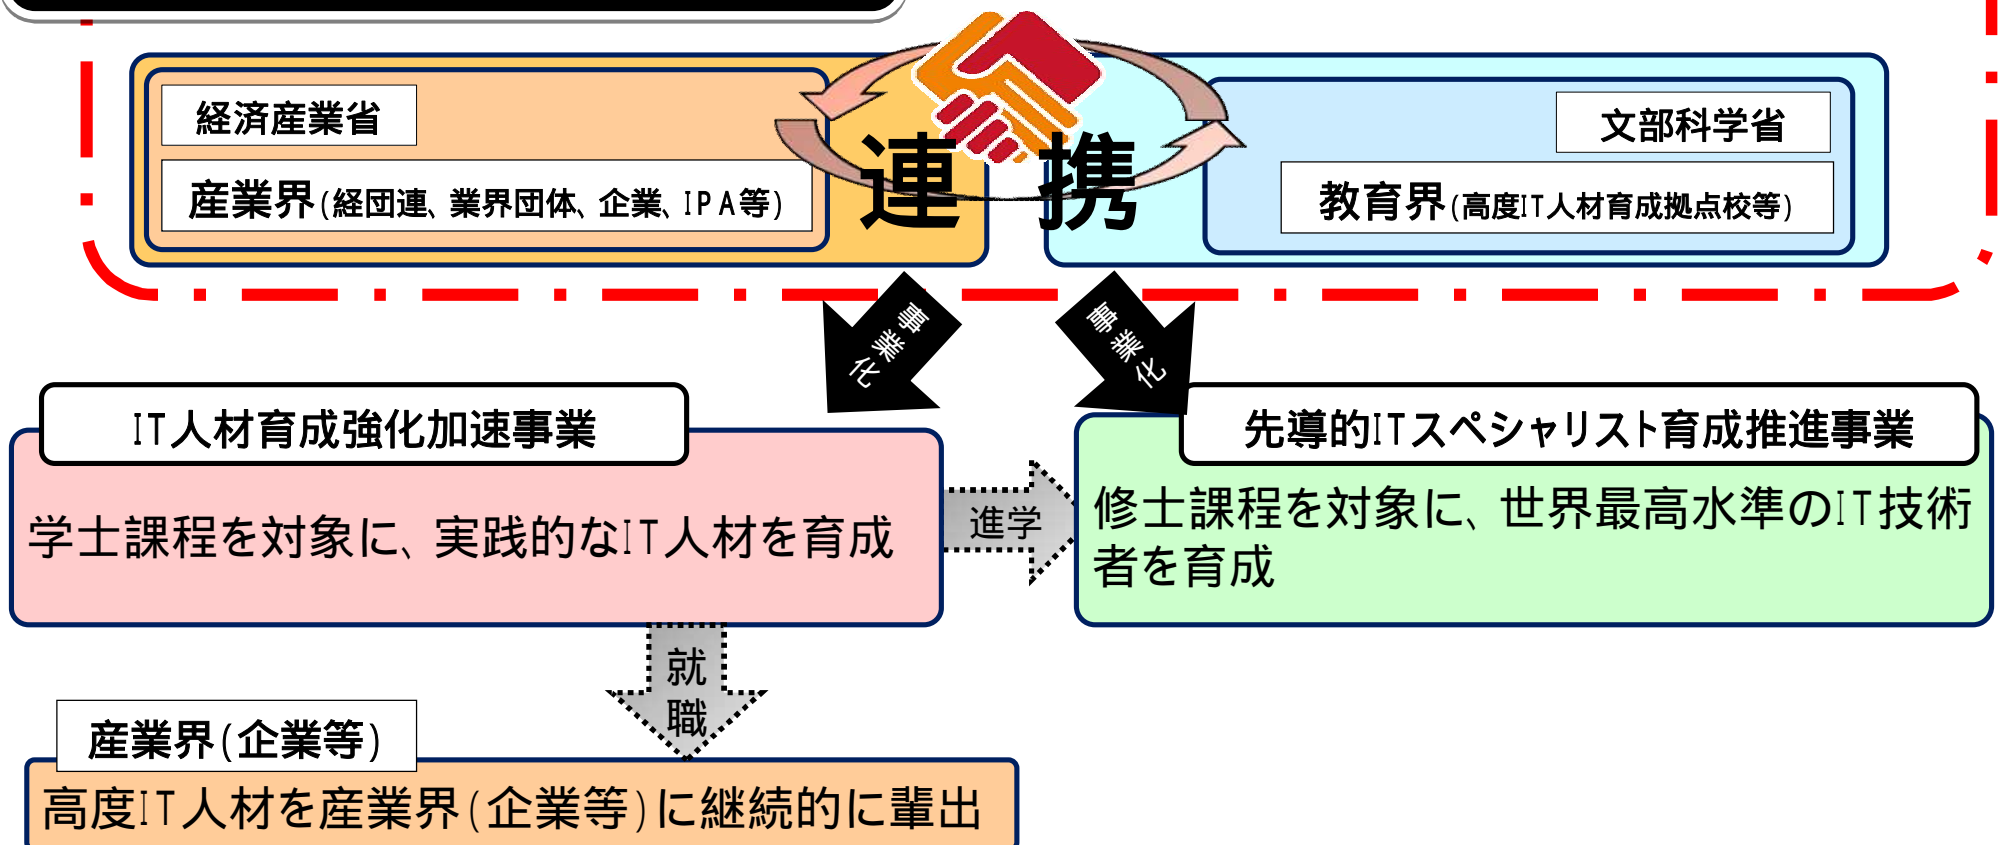 経済産業省
産業界(経団連、業界団体、企業、IPA等)
連携
文部科学省
教育界(高度IT人材育成拠点校等)
事業化
事業化
IT人材育成強化加速事業
学士課程を対象に、実践的なIT人材を育成
進学
先導的ITスペシャリスト育成推進事業
修士課程を対象に、世界最高水準のIT技術
者を育成
就
職
産業界(企業等)
高度IT人材を産業界(企業等)に継続的に輩出